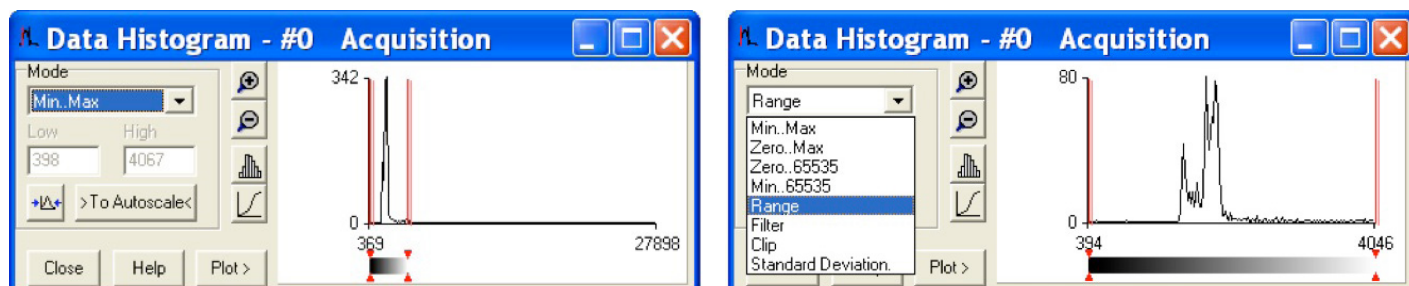 Data Histogram - #0 Acquisition
Mode
Min..Max
Low High
398 4067
>To Autoscale<
Close Help Plot >
342
0
369 27898
Data Histogram - #0 Acquisition
Mode
Range
Min..Max
Zero..Max
Zero..65535
Min..65535
Range
Filter
Clip
Standard Deviation.
Plot >
80
0
394 4046